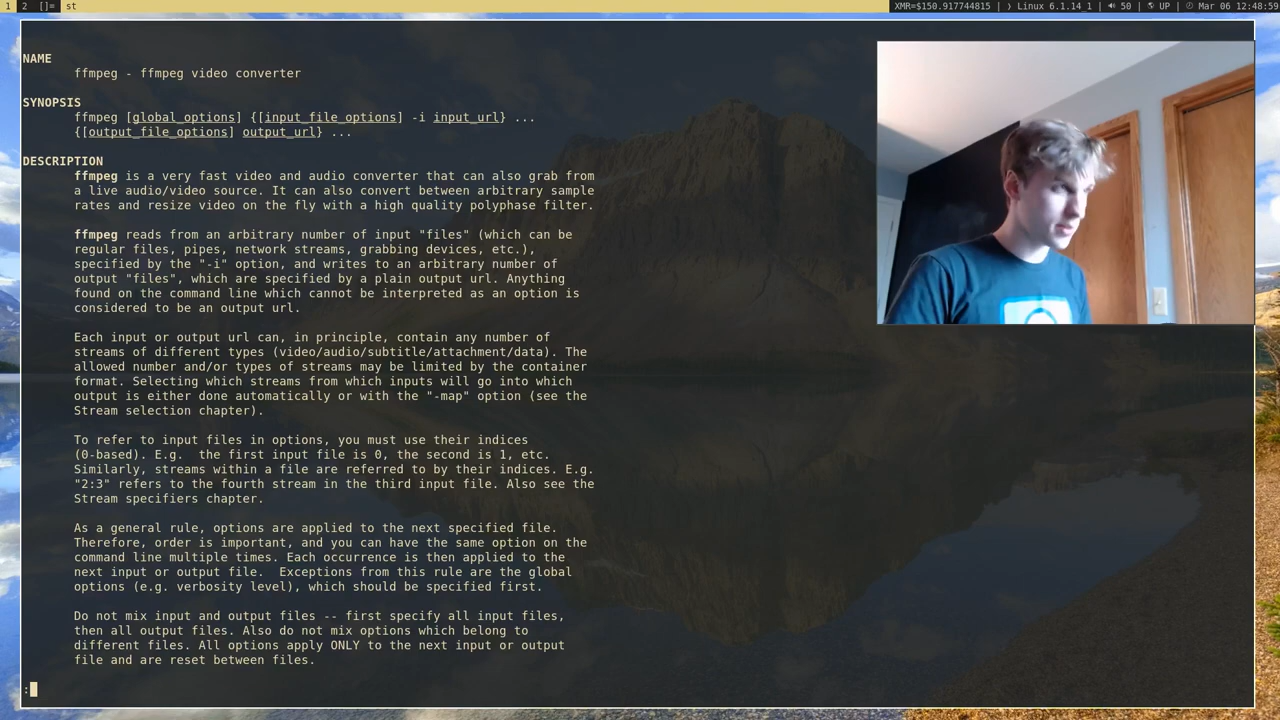 1 2 []= st XMR=$150.917744815 | Linux 6.1.14_1 | 50 | UP | Mar 06 12:48:59
NAME
ffmpeg - ffmpeg video converter
SYNOPSIS
ffmpeg [global_options] {[input_file_options] -i input_url} ...
{[output_file_options] output_url} ...
DESCRIPTION
ffmpeg is a very fast video and audio converter that can also grab from
a live audio/video source. It can also convert between arbitrary sample
rates and resize video on the fly with a high quality polyphase filter.
ffmpeg reads from an arbitrary number of input "files" (which can be
regular files, pipes, network streams, grabbing devices, etc.),
specified by the "-i" option, and writes to an arbitrary number of
output "files", which are specified by a plain output url. Anything
found on the command line which cannot be interpreted as an option is
considered to be an output url.
Each input or output url can, in principle, contain any number of
streams of different types (video/audio/subtitle/attachment/data). The
allowed number and/or types of streams may be limited by the container
format. Selecting which streams from which inputs will go into which
output is either done automatically or with the "-map" option (see the
Stream selection chapter).
To refer to input files in options, you must use their indices
(0-based). E.g.  the first input file is 0, the second is 1, etc.
Similarly, streams within a file are referred to by their indices. E.g.
"2:3" refers to the fourth stream in the third input file. Also see the
Stream specifiers chapter.
As a general rule, options are applied to the next specified file.
Therefore, order is important, and you can have the same option on the
command line multiple times. Each occurrence is then applied to the
next input or output file.  Exceptions from this rule are the global
options (e.g. verbosity level), which should be specified first.
Do not mix input and output files -- first specify all input files,
then all output files. Also do not mix options which belong to
different files. All options apply ONLY to the next input or output
file and are reset between files.
: